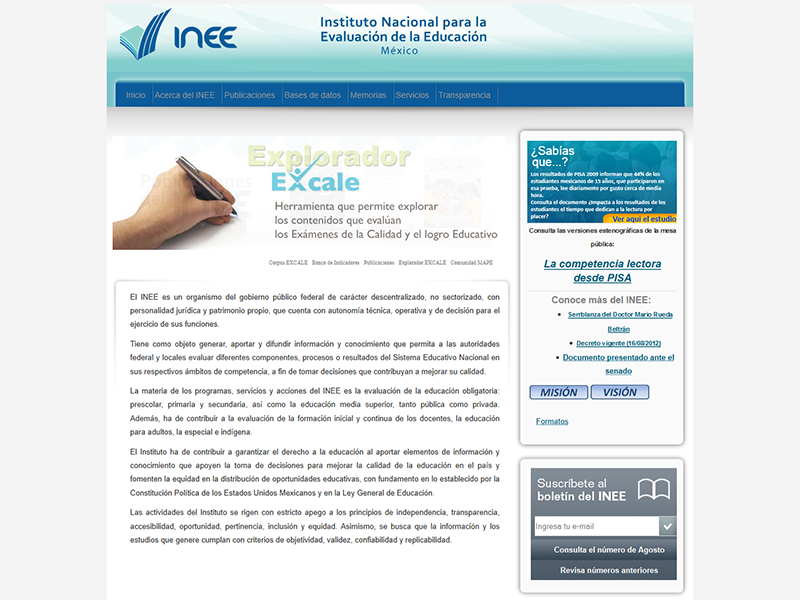 INEE
Instituto Nacional para la
Evaluación de la Educación
México
Inicio
Acerca del INEE
Publicaciones
Bases de datos
Memorias
Servicios
Transparencia
Explorador
Excale
Herramienta que permite explorar
los contenidos que evalúan
los Exámenes de la Calidad y el logro Educativo
Corpus EXCALE Banco de Indicadores Publicaciones Explorador EXCALE Comunidad MAPE
El INEE es un organismo del gobierno público federal de carácter descentralizado, no sectorizado, con
personalidad jurídica y patrimonio propio, que cuenta con autonomía técnica, operativa y de decisión para el
ejercicio de sus funciones.
Tiene como objeto generar, aportar y difundir información y conocimiento que permita a las autoridades
federal y locales evaluar diferentes componentes, procesos o resultados del Sistema Educativo Nacional en
sus respectivos ámbitos de competencia, a fin de tomar decisiones que contribuyan a mejorar su calidad.
La materia de los programas, servicios y acciones del INEE es la evaluación de la educación obligatoria:
prescolar, primaria y secundaria, así como la educación media superior, tanto pública como privada.
Además, ha de contribuir a la evaluación de la formación inicial y continua de los docentes, la educación
para adultos, la especial e indígena.
El Instituto ha de contribuir a garantizar el derecho a la educación al aportar elementos de información y
conocimiento que apoyen la toma de decisiones para mejorar la calidad de la educación en el país y
fomenten la equidad en la distribución de oportunidades educativas, con fundamento en lo establecido por la
Constitución Política de los Estados Unidos Mexicanos y en la Ley General de Educación.
Las actividades del Instituto se rigen con estricto apego a los principios de independencia, transparencia,
accesibilidad, oportunidad, pertinencia, inclusión y equidad. Asimismo, se busca que la información y los
estudios que genere cumplan con criterios de objetividad, validez, confiabilidad y replicabilidad.
¿Sabías
que...?
Los resultados de PISA 2009 informan que 44% de los
estudiantes mexicanos de 15 años, que participaron en
esa prueba, lee diariamente por gusto cerca de media
hora.
Consulta el documento ¿Impacta a los resultados de los
estudiantes el tiempo que dedican a la lectura por
placer?
Ver aquí el estudio
Consulta las versiones estenográficas de la mesa
pública:
La competencia lectora
desde PISA
Conoce más del INEE:
Semblanza del Doctor Mario Rueda
Beltrán
Decreto vigente (16/08/2012)
Documento presentado ante el
senado
MISIÓN
VISIÓN
Formatos
Suscríbete al
boletín del INEE
Ingresa tu e-mail
Consulta el número de Agosto
Revisa números anteriores